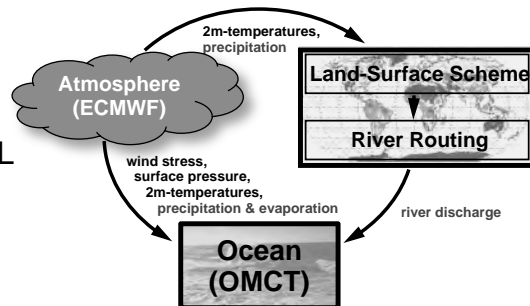 2m-temperatures,
precipitation
Atmosphere
(ECMWF)
Land-Surface Scheme
River Routing
L
wind stress,
surface pressure,
2m-temperatures,
precipitation & evaporation
river discharge
Ocean
(OMCT)